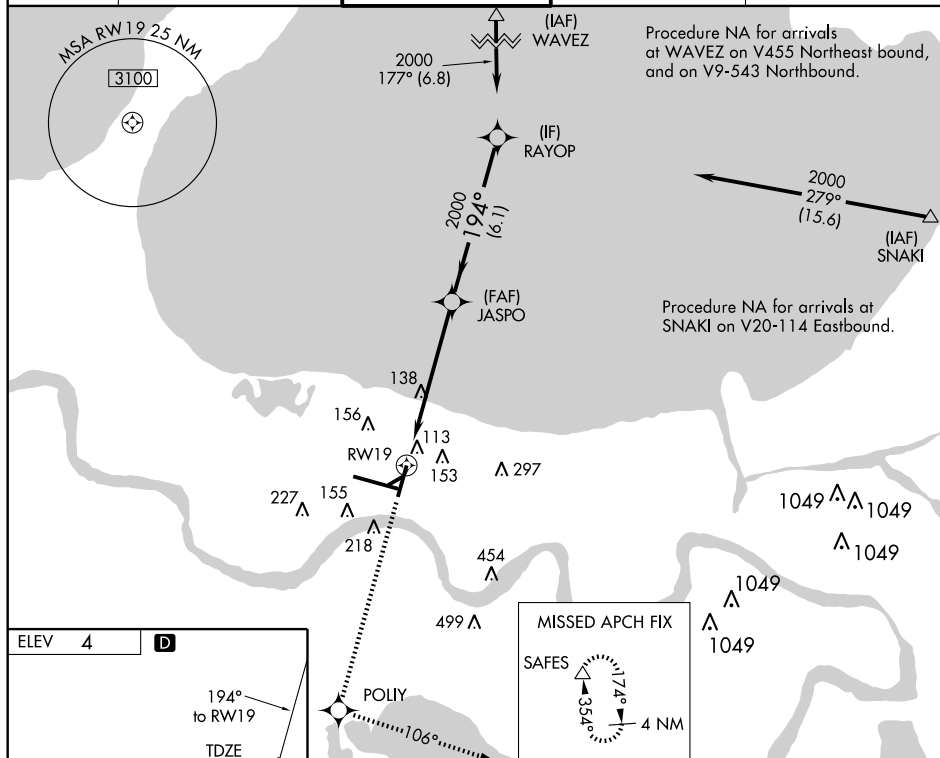 MSA RW19 25 NM
3100
(IAF)
WAVEZ
2000
177° (6.8)
Procedure NA for arrivals
at WAVEZ on V455 Northeast bound,
and on V9-543 Northbound.
(IF)
RAYOP
2000
194°
(6.1)
2000
279°
(15.6)
(IAF)
SNAKI
(FAF)
JASPO
Procedure NA for arrivals at
SNAKI on V20-114 Eastbound.
138
156
113
RW19
153
297
227
155
218
1049
1049
1049
454
1049
499
1049
MISSED APCH FIX
SAFES
174°
354°
4 NM
ELEV 4
D
194°
to RW19
TDZE
POLIY
106°